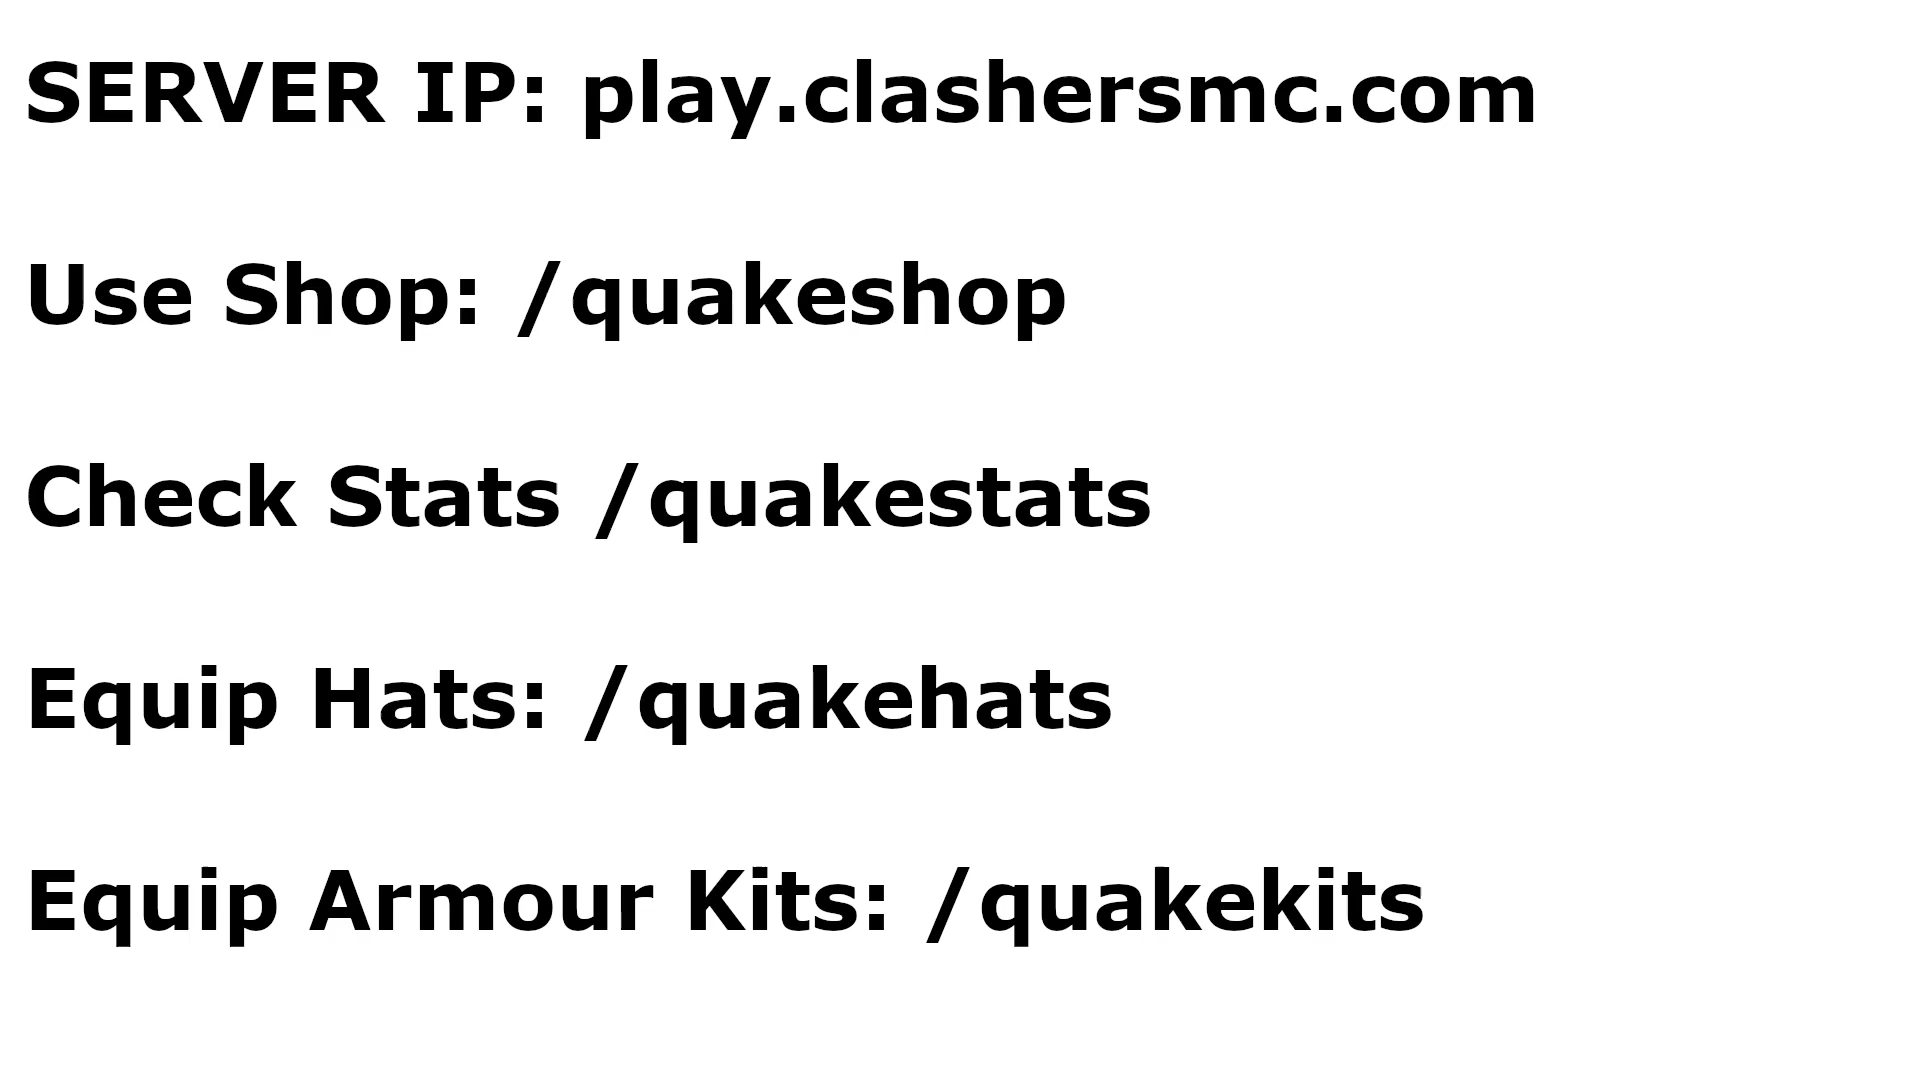 SERVER IP: play.clashersmc.com
Use Shop: /quakeshop
Check Stats /quakestats
Equip Hats: /quakehats
Equip Armour Kits: /quakekits